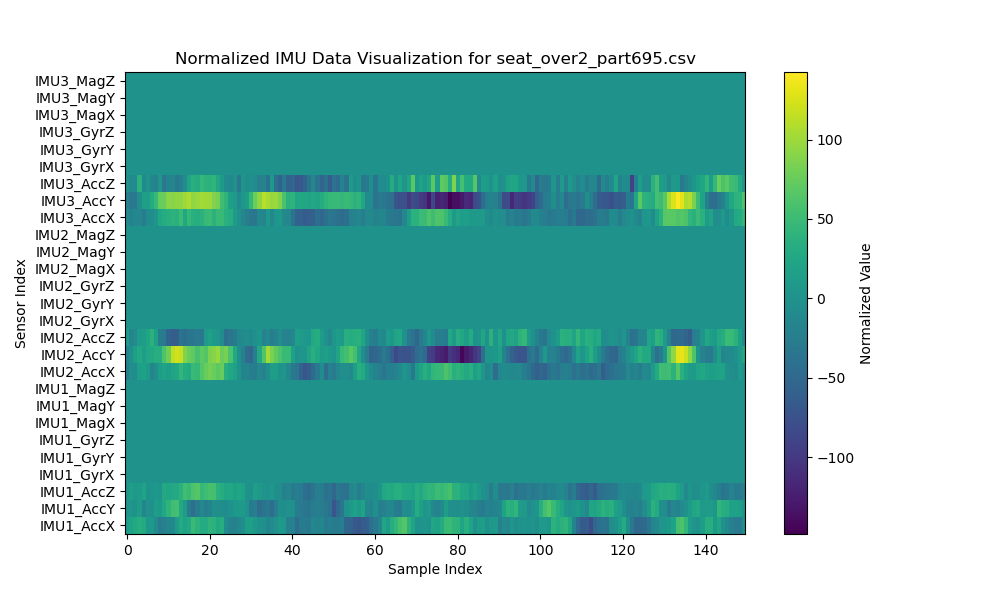 Normalized IMU Data Visualization for seat_over2_part695.csv
IMU3_MagZ
IMU3_MagY
IMU3_MagX
IMU3_GyrZ
IMU3_GyrY
IMU3_GyrX
IMU3_AccZ
IMU3_AccY
IMU3_AccX
IMU2_MagZ
IMU2_MagY
IMU2_MagX
IMU2_GyrZ
IMU2_GyrY
IMU2_GyrX
IMU2_AccZ
IMU2_AccY
IMU2_AccX
IMU1_MagZ
IMU1_MagY
IMU1_MagX
IMU1_GyrZ
IMU1_GyrY
IMU1_GyrX
IMU1_AccZ
IMU1_AccY
IMU1_AccX
Sensor Index
0 20 40 60 80 100 120 140
Sample Index
100
50
0
−50
−100
Normalized Value